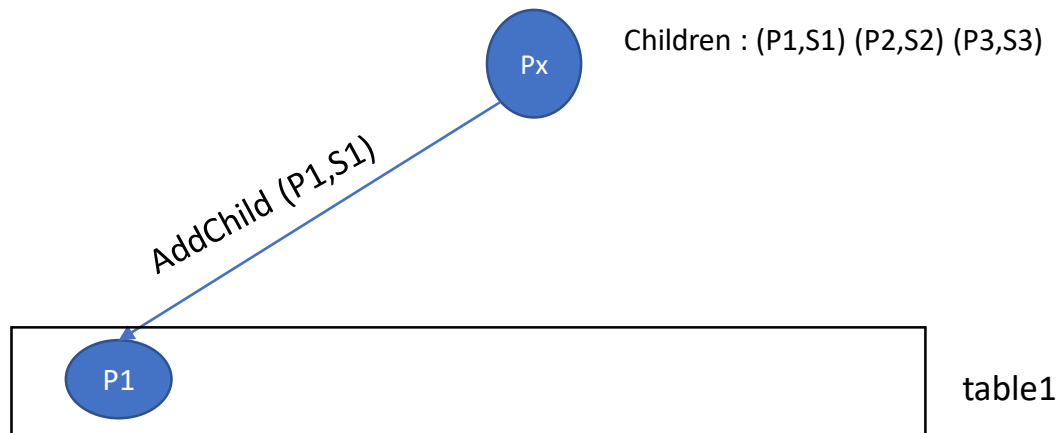 Px
Children : (P1,S1) (P2,S2) (P3,S3)
AddChild (P1,S1)
P1
table1